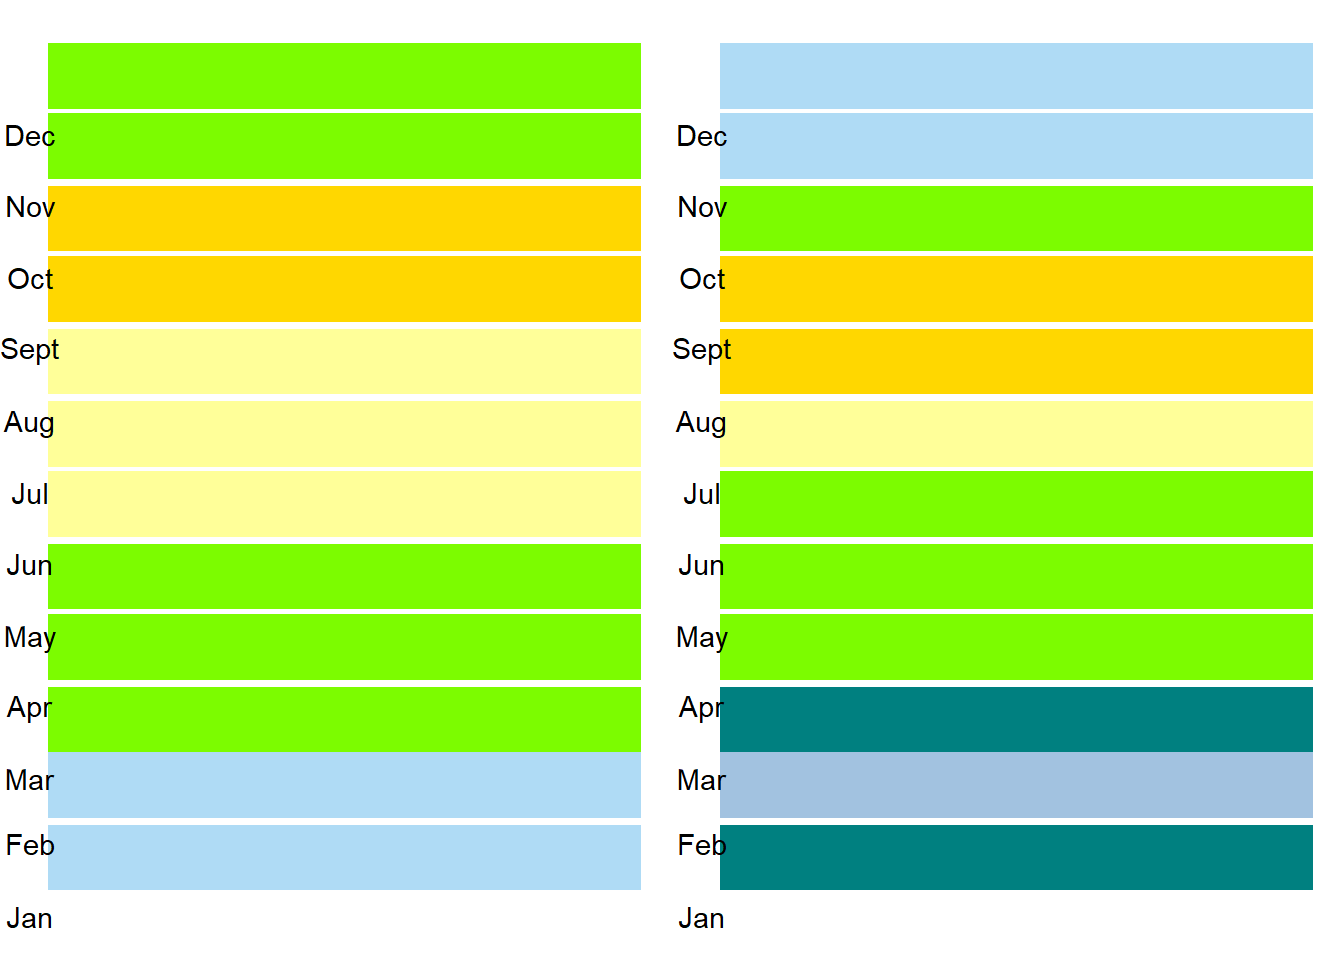 Dec
Nov
Oct
Sept
Aug
Jul
Jun
May
Apr
Mar
Feb
Jan
Dec
Nov
Oct
Sept
Aug
Jul
Jun
May
Apr
Mar
Feb
Jan